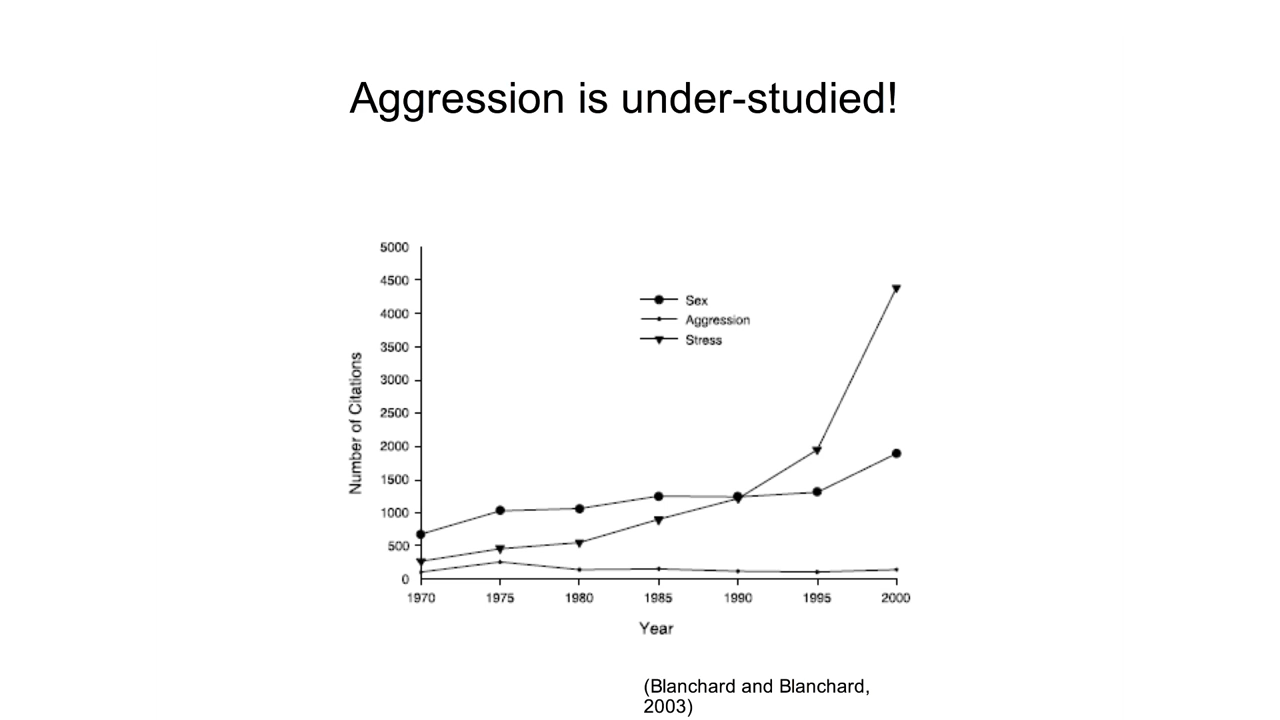 Aggression is under-studied!
5000
4500
4000
3500
3000
2500
2000
1500
1000
500
0
Number of Citations
Sex
Aggression
Stress
1970 1975 1980 1985 1990 1995 2000
Year
(Blanchard and Blanchard,
2003)